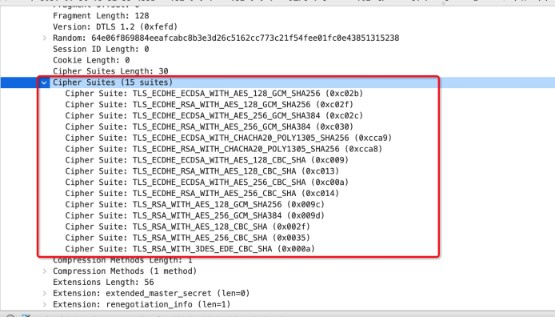 Fragment Length: 128
Version: DTLS 1.2 (0xfefd)
Random: 64e06f869884eeafcabc8b3e3d26c5162cc773c21f54fee01fc0e43851315238
Session ID Length: 0
Cookie Length: 0
Cipher Suites Length: 30
Cipher Suites (15 suites)
Cipher Suite: TLS_ECDHE_ECDSA_WITH_AES_128_GCM_SHA256 (0xc02b)
Cipher Suite: TLS_ECDHE_RSA_WITH_AES_128_GCM_SHA256 (0xc02f)
Cipher Suite: TLS_ECDHE_ECDSA_WITH_AES_256_GCM_SHA384 (0xc02c)
Cipher Suite: TLS_ECDHE_RSA_WITH_AES_256_GCM_SHA384 (0xc030)
Cipher Suite: TLS_ECDHE_ECDSA_WITH_CHACHA20_POLY1305_SHA256 (0xcca9)
Cipher Suite: TLS_ECDHE_RSA_WITH_CHACHA20_POLY1305_SHA256 (0xcca8)
Cipher Suite: TLS_ECDHE_ECDSA_WITH_AES_128_CBC_SHA (0xc009)
Cipher Suite: TLS_ECDHE_RSA_WITH_AES_128_CBC_SHA (0xc013)
Cipher Suite: TLS_ECDHE_ECDSA_WITH_AES_256_CBC_SHA (0xc00a)
Cipher Suite: TLS_ECDHE_RSA_WITH_AES_256_CBC_SHA (0xc014)
Cipher Suite: TLS_RSA_WITH_AES_128_GCM_SHA256 (0x009c)
Cipher Suite: TLS_RSA_WITH_AES_256_GCM_SHA384 (0x009d)
Cipher Suite: TLS_RSA_WITH_AES_128_CBC_SHA (0x002f)
Cipher Suite: TLS_RSA_WITH_AES_256_CBC_SHA (0x0035)
Cipher Suite: TLS_RSA_WITH_3DES_EDE_CBC_SHA (0x000a)
Compression Methods Length: 1
Compression Methods (1 method)
Extensions Length: 56
Extension: extended_master_secret (len=0)
Extension: renegotiation_info (len=1)